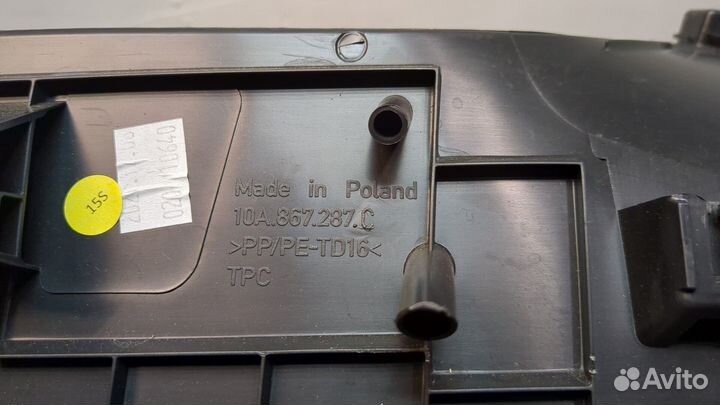 Made in Poland
10A.867.287.C
>PP/PE-TD16<
TPC
15S
Avito